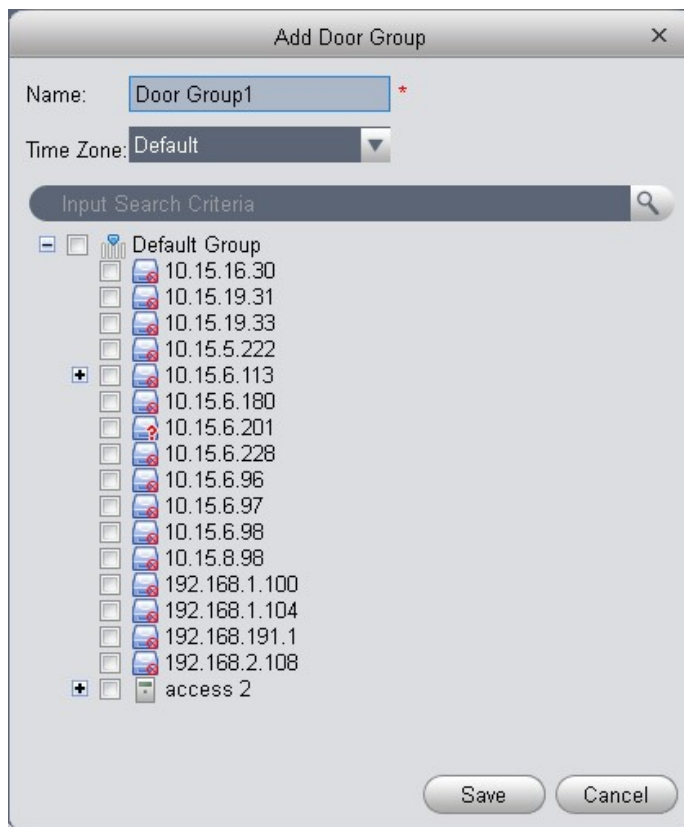 Add Door Group
Name: Door Group1 *
Time Zone: Default
Input Search Criteria
Default Group
10.15.16.30
10.15.19.31
10.15.19.33
10.15.5.222
10.15.6.113
10.15.6.180
10.15.6.201
10.15.6.228
10.15.6.96
10.15.6.97
10.15.6.98
10.15.8.98
192.168.1.100
192.168.1.104
192.168.191.1
192.168.2.108
access 2
Save Cancel